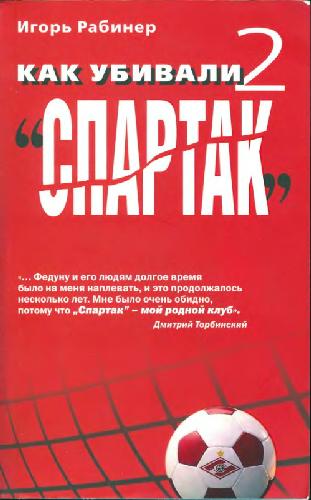 Игорь Рабинер
КАК УБИВАЛИ 2
“СПАРТАК”
«... Федуну и его людям долгое время
было на меня наплевать, и это продолжалось
несколько лет. Мне было очень обидно,
потому что „Спартак” – мой родной клуб».
Дмитрий Торбинский